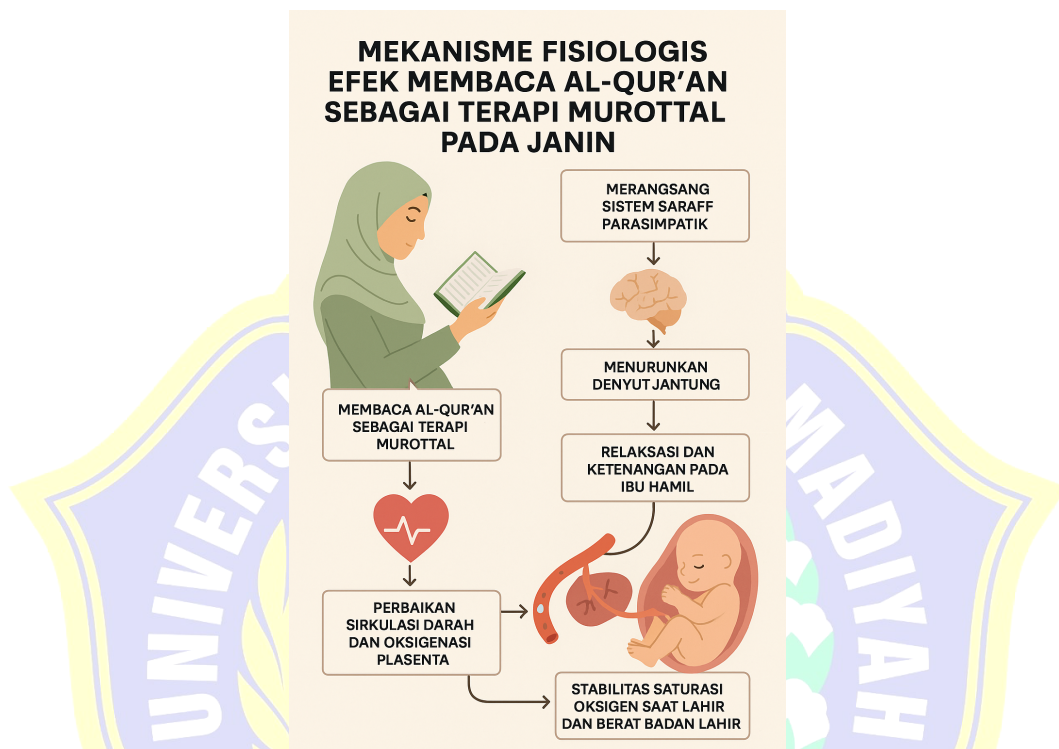 MEKANISME FISIOLOGIS
EFEK MEMBACA AL-QUR’AN
SEBAGAI TERAPI MUROTTAL
PADA JANIN
MEMBACA AL-QUR’AN
SEBAGAI TERAPI
MUROTTAL
PERBAIKAN
SIRKULASI DARAH
DAN OKSIGENASI
PLASENTA
MERANGSANG
SISTEM SARAFF
PARASIMPATIK
MENURUNKAN
DENYUT JANTUNG
RELAKSASI DAN
KETENANGAN PADA
IBU HAMIL
STABILITAS SATURASI
OKSIGEN SAAT LAHIR
DAN BERAT BADAN LAHIR